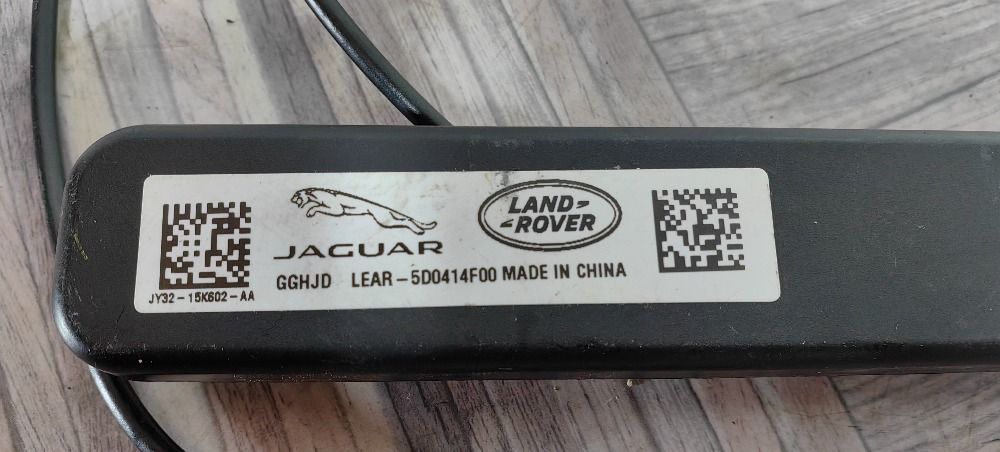 JAGUAR
LAND
ROVER
GGHJD LEAR-5D0414F00 MADE IN CHINA
JY32-15K602-AA